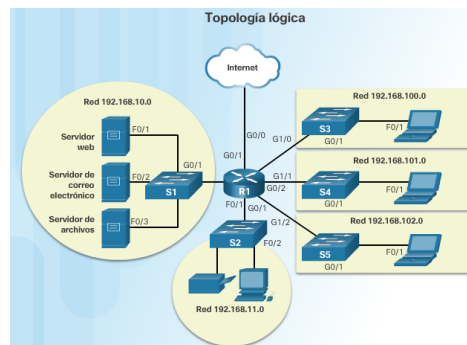 Topología lógica
Internet
Red 192.168.10.0
Servidor
web
F0/1
Servidor de
correo
electrónico
F0/2
Servidor de
archivos
F0/3
G0/1
S1
G0/0
G0/1
G1/0
G1/1
G0/2
R1
F0/1
G0/1
G1/2
S2
F0/2
Red 192.168.11.0
Red 192.168.100.0
S3
G0/1
F0/1
Red 192.168.101.0
S4
G0/1
F0/1
Red 192.168.102.0
S5
G0/1
F0/1